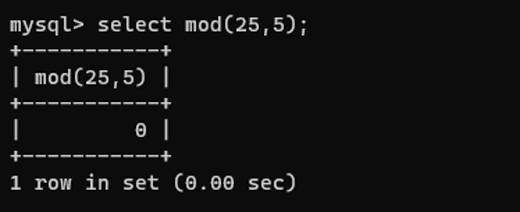 mysql> select mod(25,5);
+-----------+
| mod(25,5) |
+-----------+
|         0 |
+-----------+
1 row in set (0.00 sec)